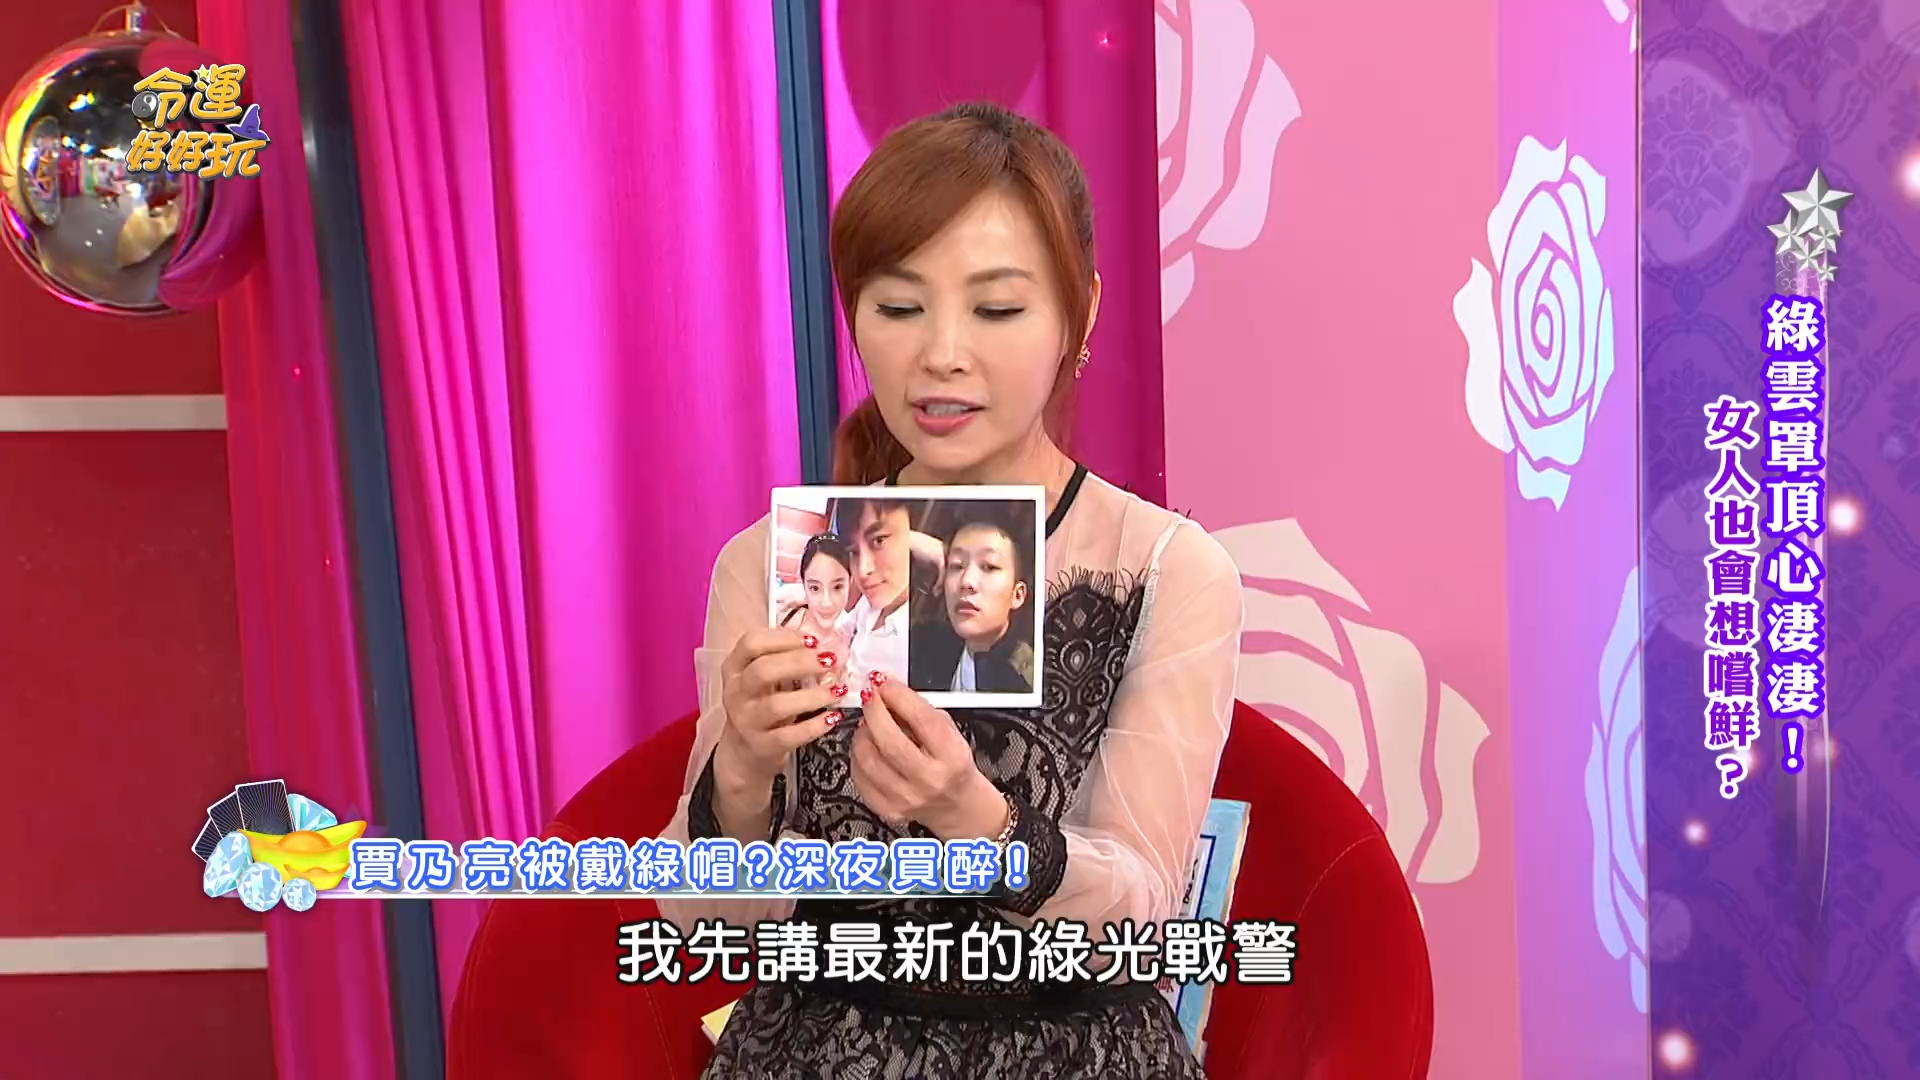 命運
好好玩
綠雲罩頂心淒淒！
女人也會想嚐鮮？
賈乃亮被戴綠帽?深夜買醉!
我先講最新的綠光戰警